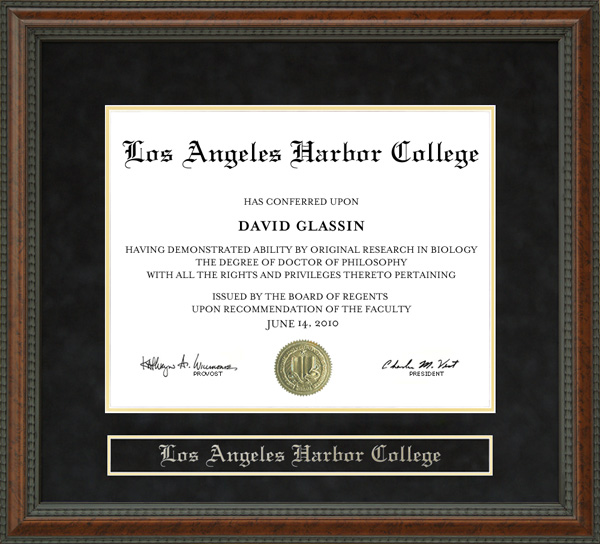 Los Angeles Harbor College
HAS CONFERRED UPON
DAVID GLASSIN
HAVING DEMONSTRATED ABILITY BY ORIGINAL RESEARCH IN BIOLOGY
THE DEGREE OF DOCTOR OF PHILOSOPHY
WITH ALL THE RIGHTS AND PRIVILEGES THERETO PERTAINING
ISSUED BY THE BOARD OF REGENTS
UPON RECOMMENDATION OF THE FACULTY
JUNE 14, 2010
Charles M. Vest
PROVOST
PRESIDENT
Los Angeles Harbor College